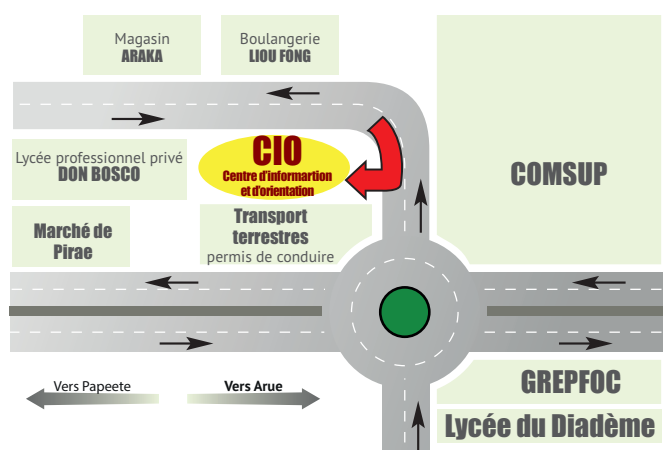 Magasin
ARAKA
Boulangerie
LIOU FONG
Lycée professionnel privé
DON BOSCO
CIO
Centre d'informartion
et d'orientation
COMSUP
Marché de
Pirae
Transport
terrestres
permis de conduire
Vers Papeete
Vers Arue
GREPFOC
Lycée du Diadème